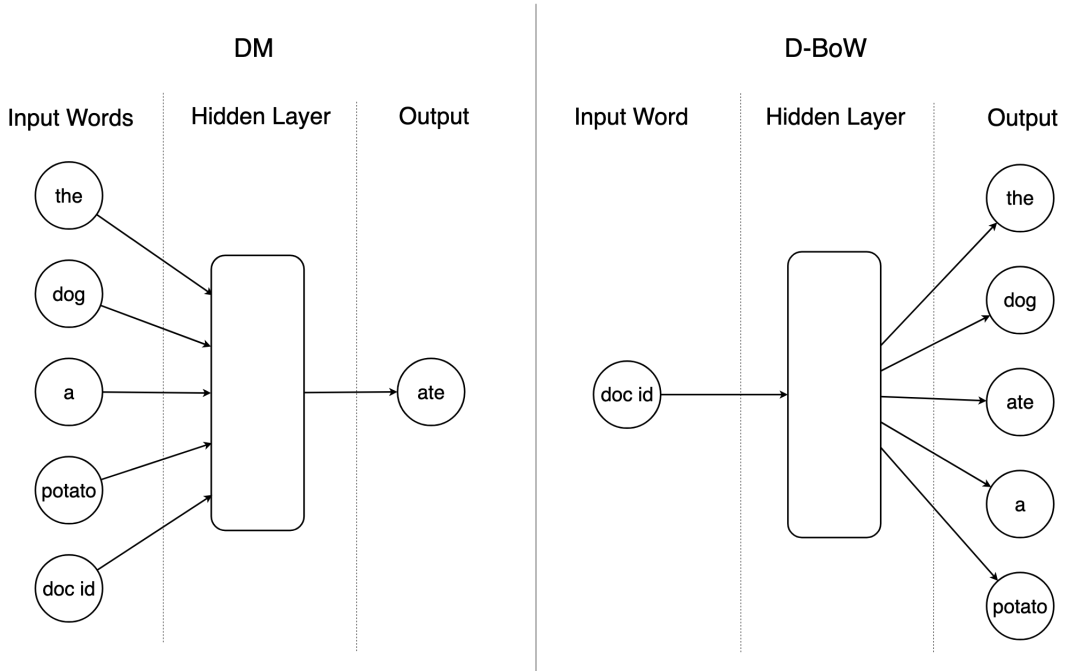 DM
Input Words
Hidden Layer
Output
the
dog
a
potato
doc id
ate
D-BoW
Input Word
Hidden Layer
Output
doc id
the
dog
ate
a
potato